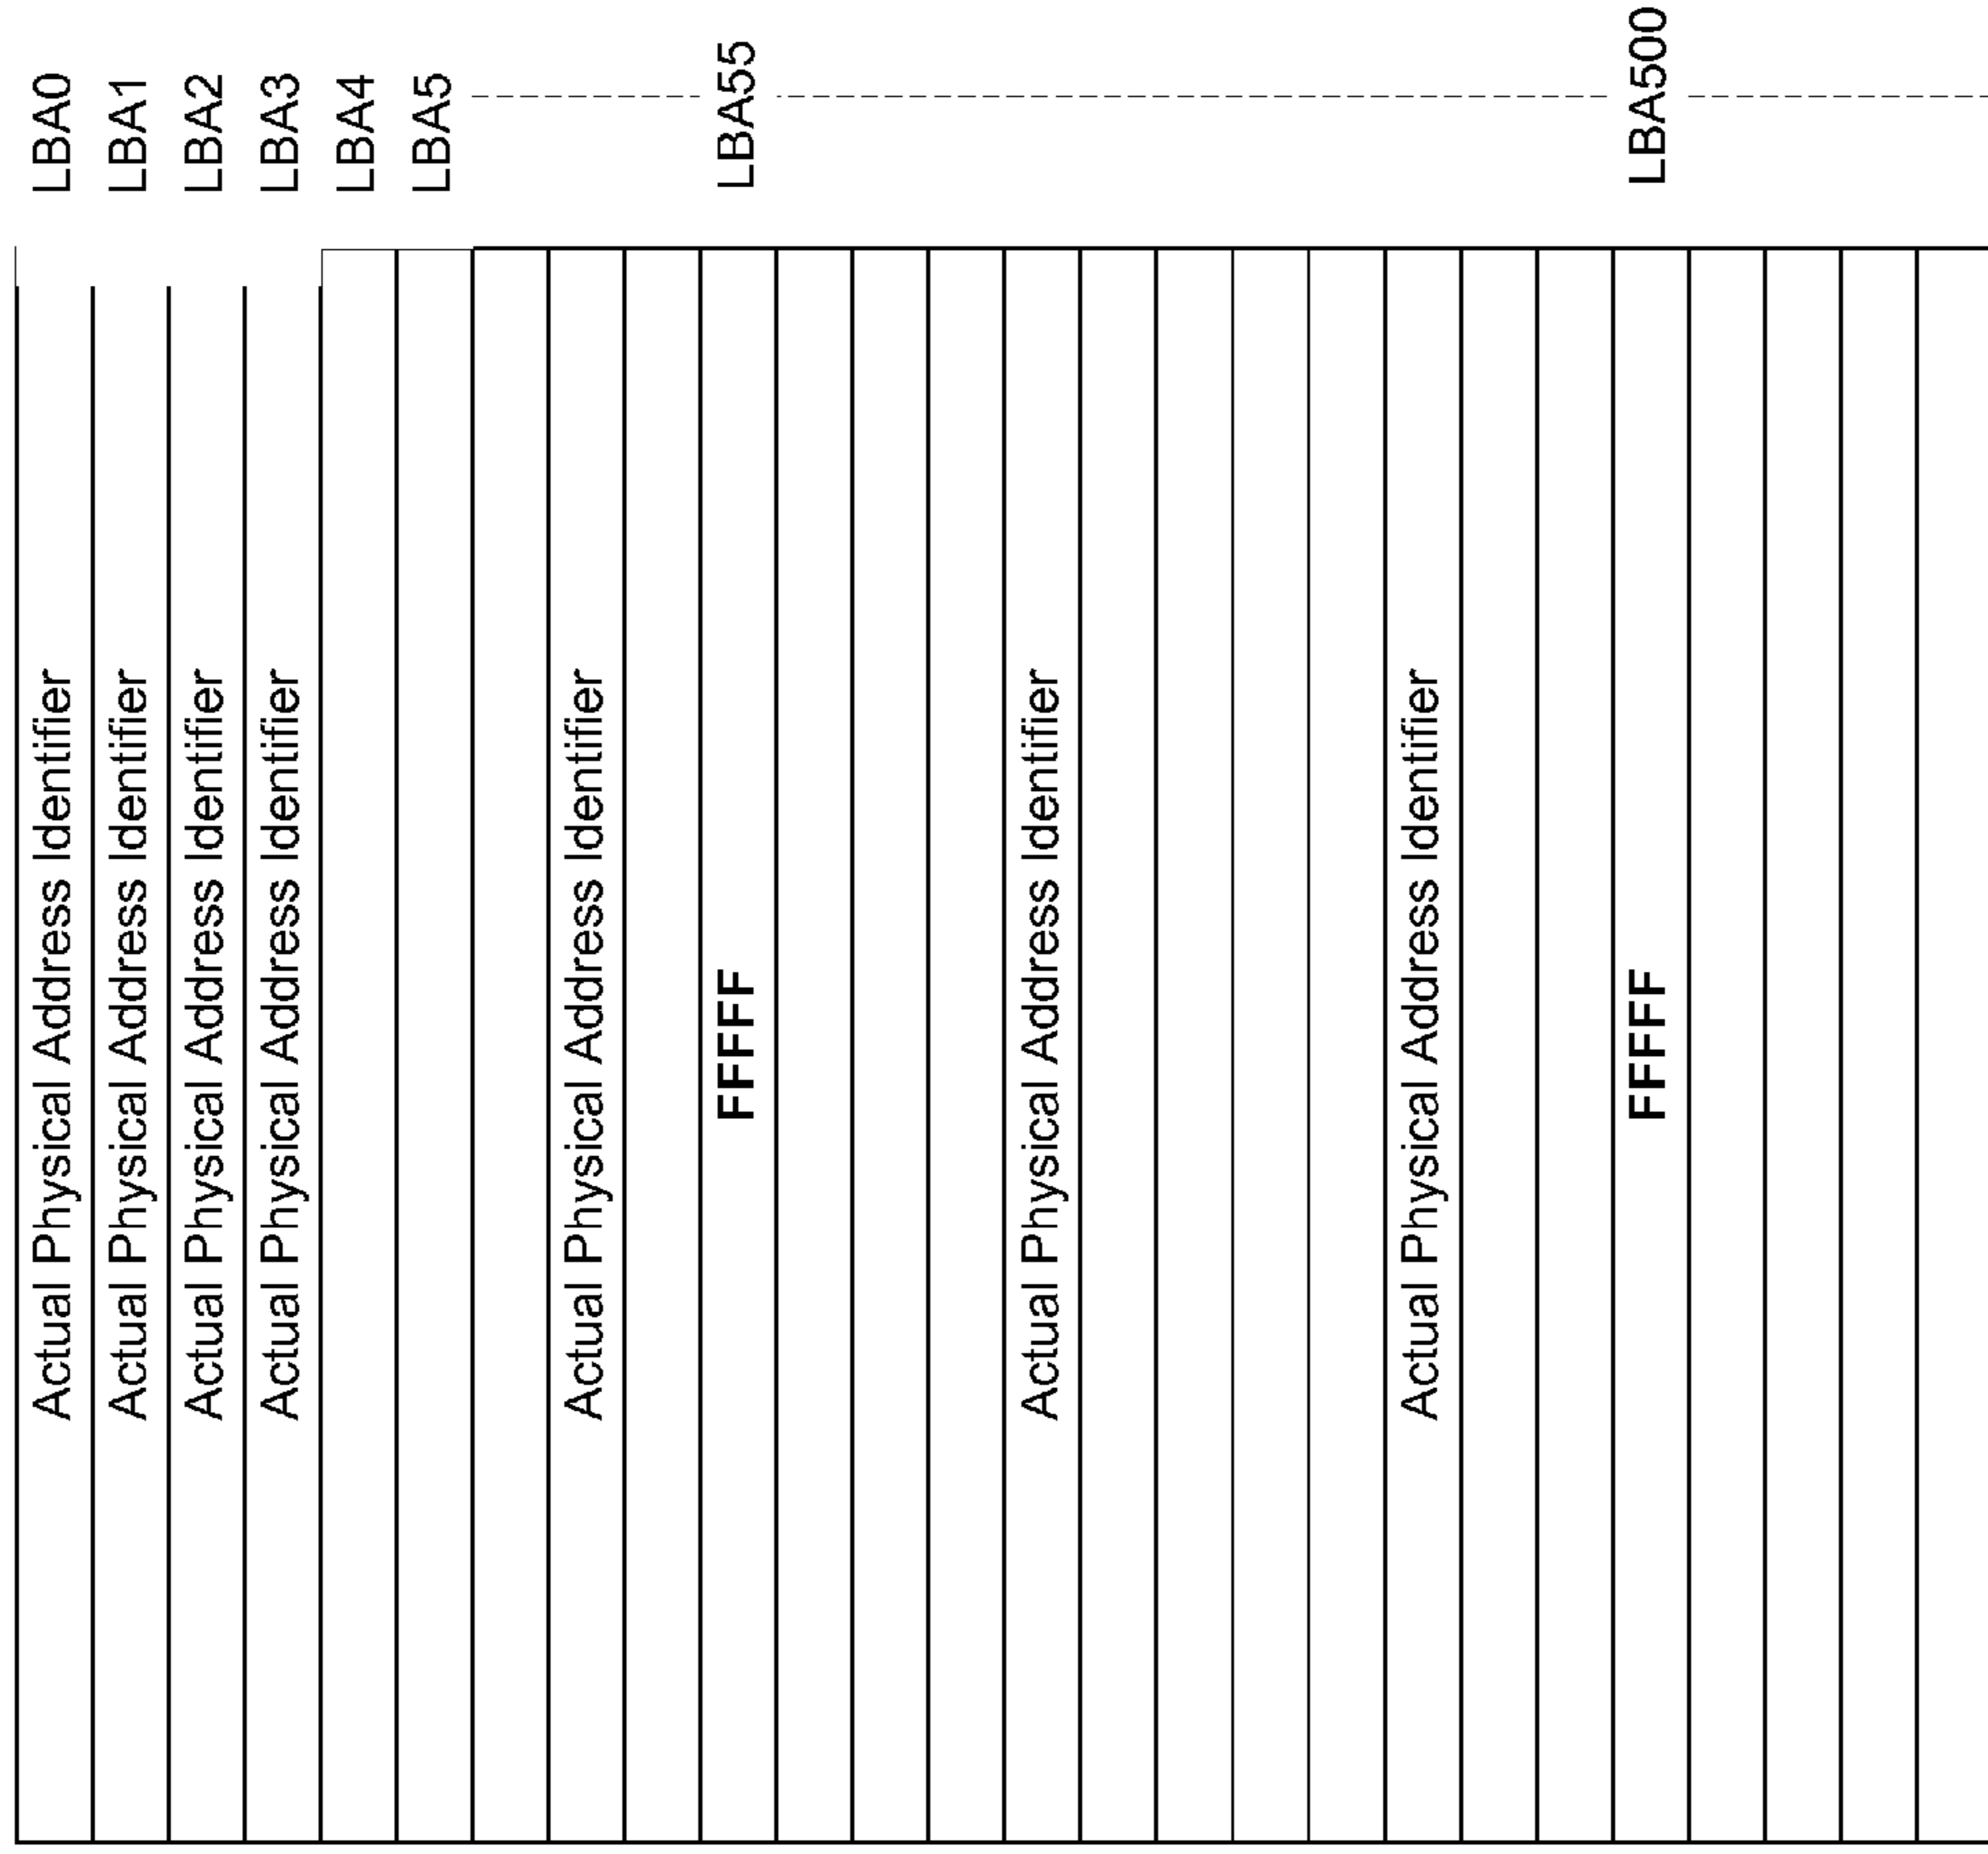 Actual Physical Address Identifier LBA0
Actual Physical Address Identifier LBA1
Actual Physical Address Identifier LBA2
Actual Physical Address Identifier LBA3
LBA4
LBA5
Actual Physical Address Identifier
FFFFF LBA55
Actual Physical Address Identifier
Actual Physical Address Identifier
FFFFF LBA500